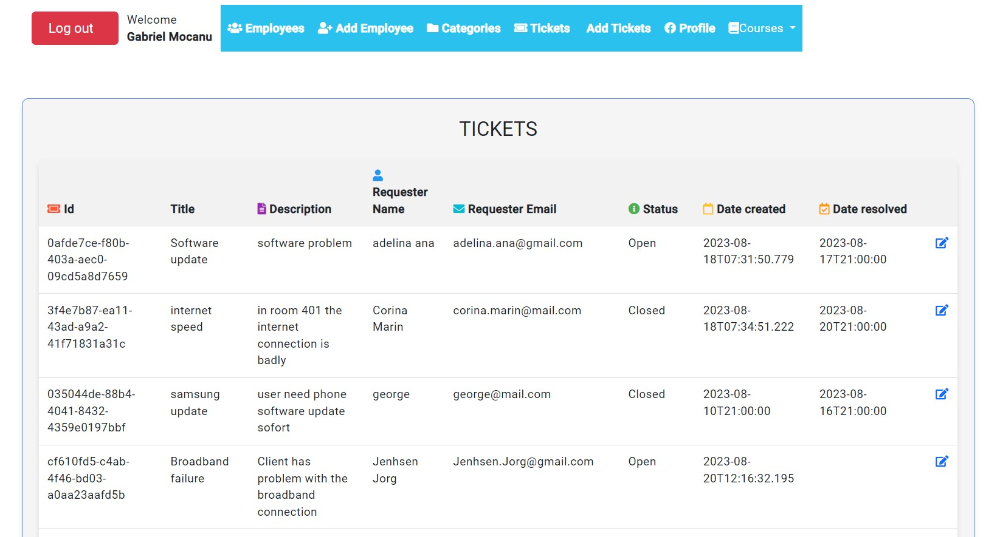 Log out
Welcome
Gabriel Mocanu
Employees Add Employee Categories Tickets Add Tickets Profile Courses
TICKETS
Id Title Description Requester Name Requester Email Status Date created Date resolved
0afde7ce-f80b-
403a-aec0-
09cd5a8d7659
Software
update
software problem
adelina ana
adelina.ana@gmail.com
Open
2023-08-
18T07:31:50.779
2023-08-
17T21:00:00
3f4e7b87-ea11-
43ad-a9a2-
41f71831a31c
internet
speed
in room 401 the
internet
connection is
badly
Corina
Marin
corina.marin@mail.com
Closed
2023-08-
18T07:34:51.222
2023-08-
20T21:00:00
035044de-88b4-
4041-8432-
4359e0197bbf
samsung
update
user need phone
software update
sofort
george
george@mail.com
Closed
2023-08-
10T21:00:00
2023-08-
16T21:00:00
cf610fd5-c4ab-
4f46-bd03-
a0aa23aafd5b
Broadband
failure
Client has
problem with the
broadband
connection
Jenhsen
Jorg
Jenhsen.Jorg@gmail.com
Open
2023-08-
20T12:16:32.195